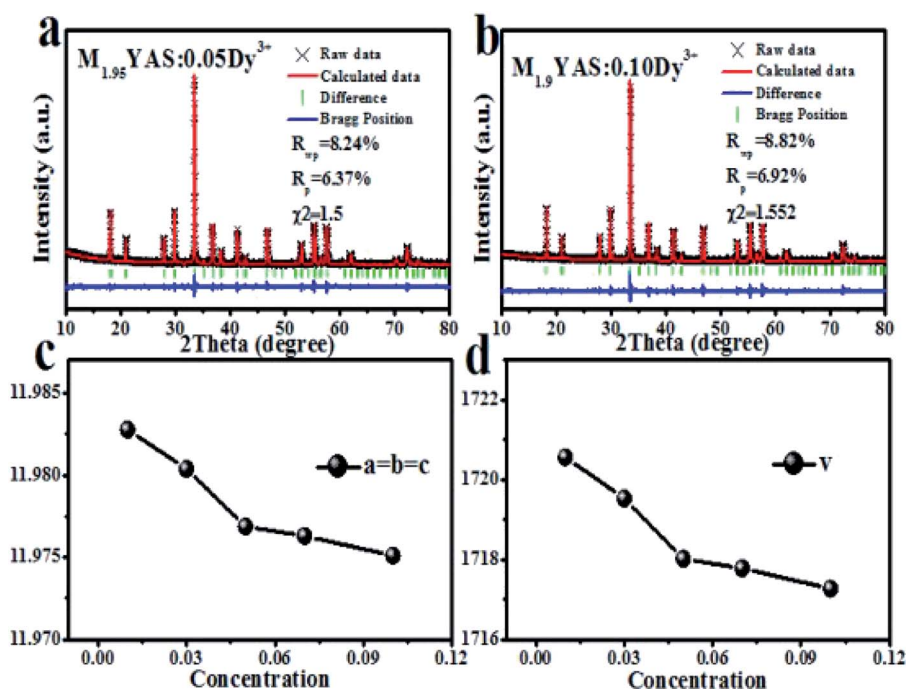 a
M1.95YAS:0.05Dy3+
Raw data
Calculated data
Difference
Bragg Position
Rwp=8.24%
Rp=6.37%
χ2=1.5
Intensity (a.u.)
10 20 30 40 50 60 70 80
2Theta (degree)
b
M1.9YAS:0.10Dy3+
Raw data
Calculated data
Difference
Bragg Position
Rwp=8.82%
Rp=6.92%
χ2=1.552
Intensity (a.u.)
10 20 30 40 50 60 70 80
2Theta (degree)
c
11.985
11.980
11.975
11.970
a=b=c
0.00 0.03 0.06 0.09 0.12
Concentration
d
1722
1720
1718
1716
v
0.00 0.03 0.06 0.09 0.12
Concentration